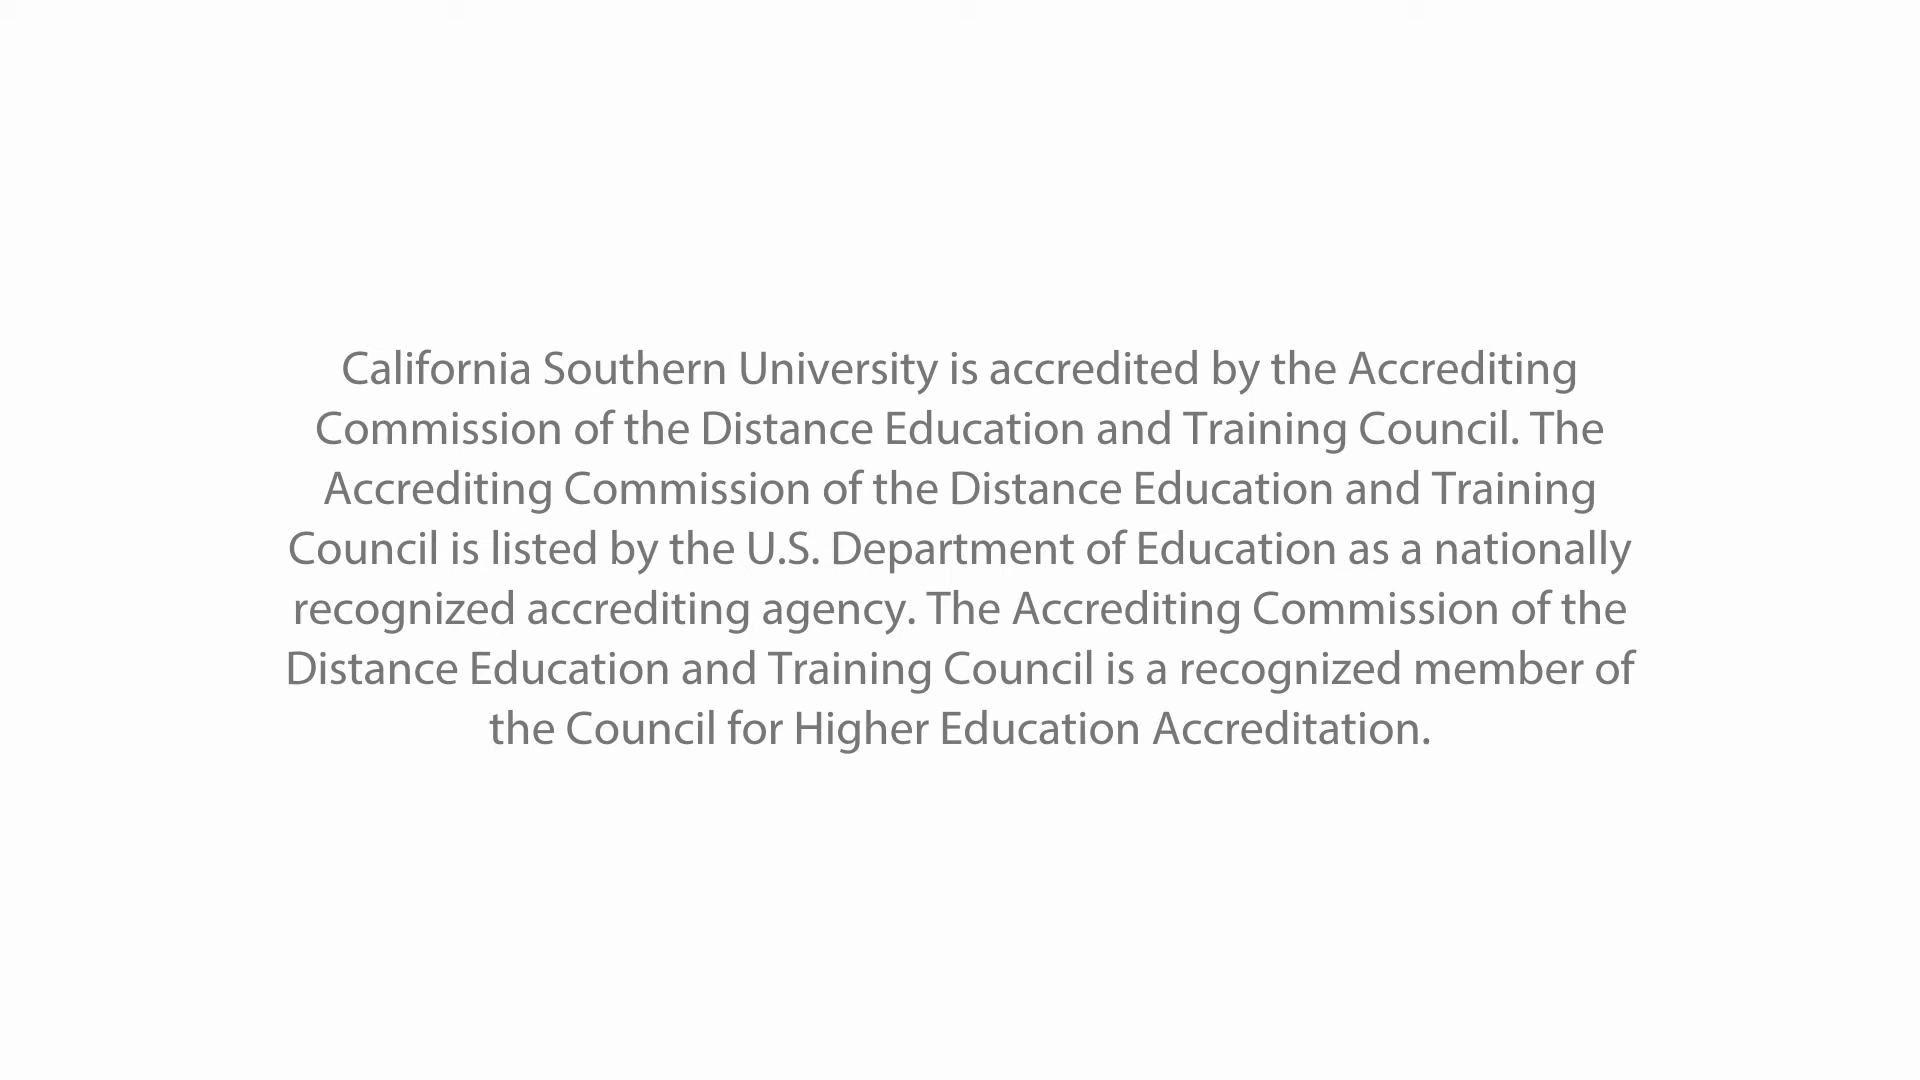 California Southern University is accredited by the Accrediting
Commission of the Distance Education and Training Council. The
Accrediting Commission of the Distance Education and Training
Council is listed by the U.S. Department of Education as a nationally
recognized accrediting agency. The Accrediting Commission of the
Distance Education and Training Council is a recognized member of
the Council for Higher Education Accreditation.